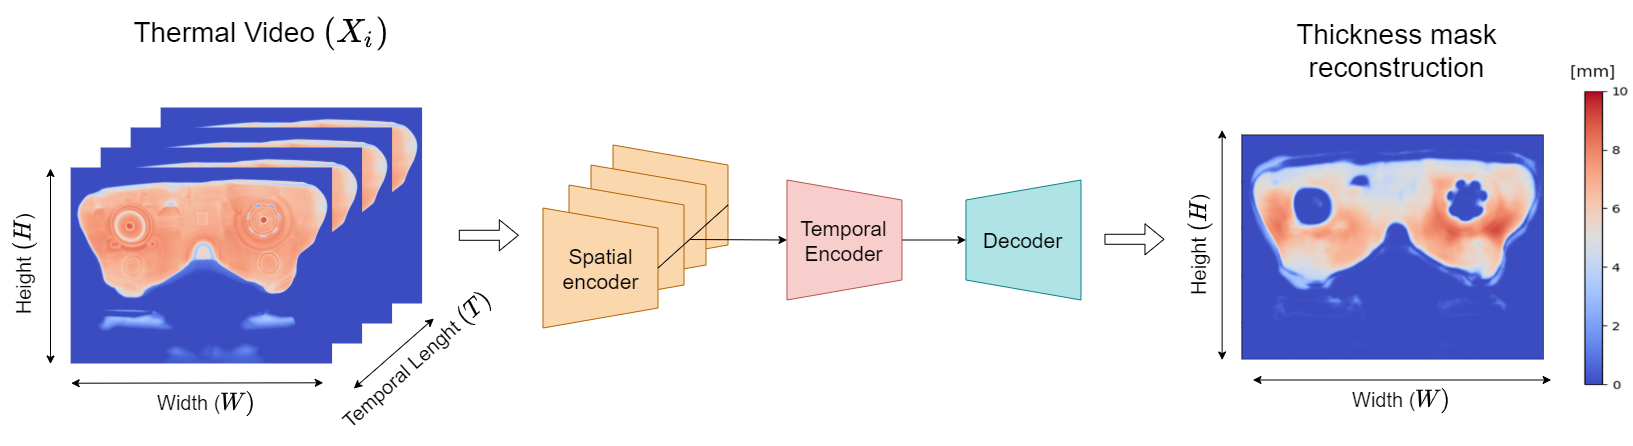 Thermal Video (X_i)
Height (H)
Width (W)
Temporal Lenght (T)
Spatial
encoder
Temporal
Encoder
Decoder
Thickness mask
reconstruction
Height (H)
Width (W)
[mm]
10
8
6
4
2
0